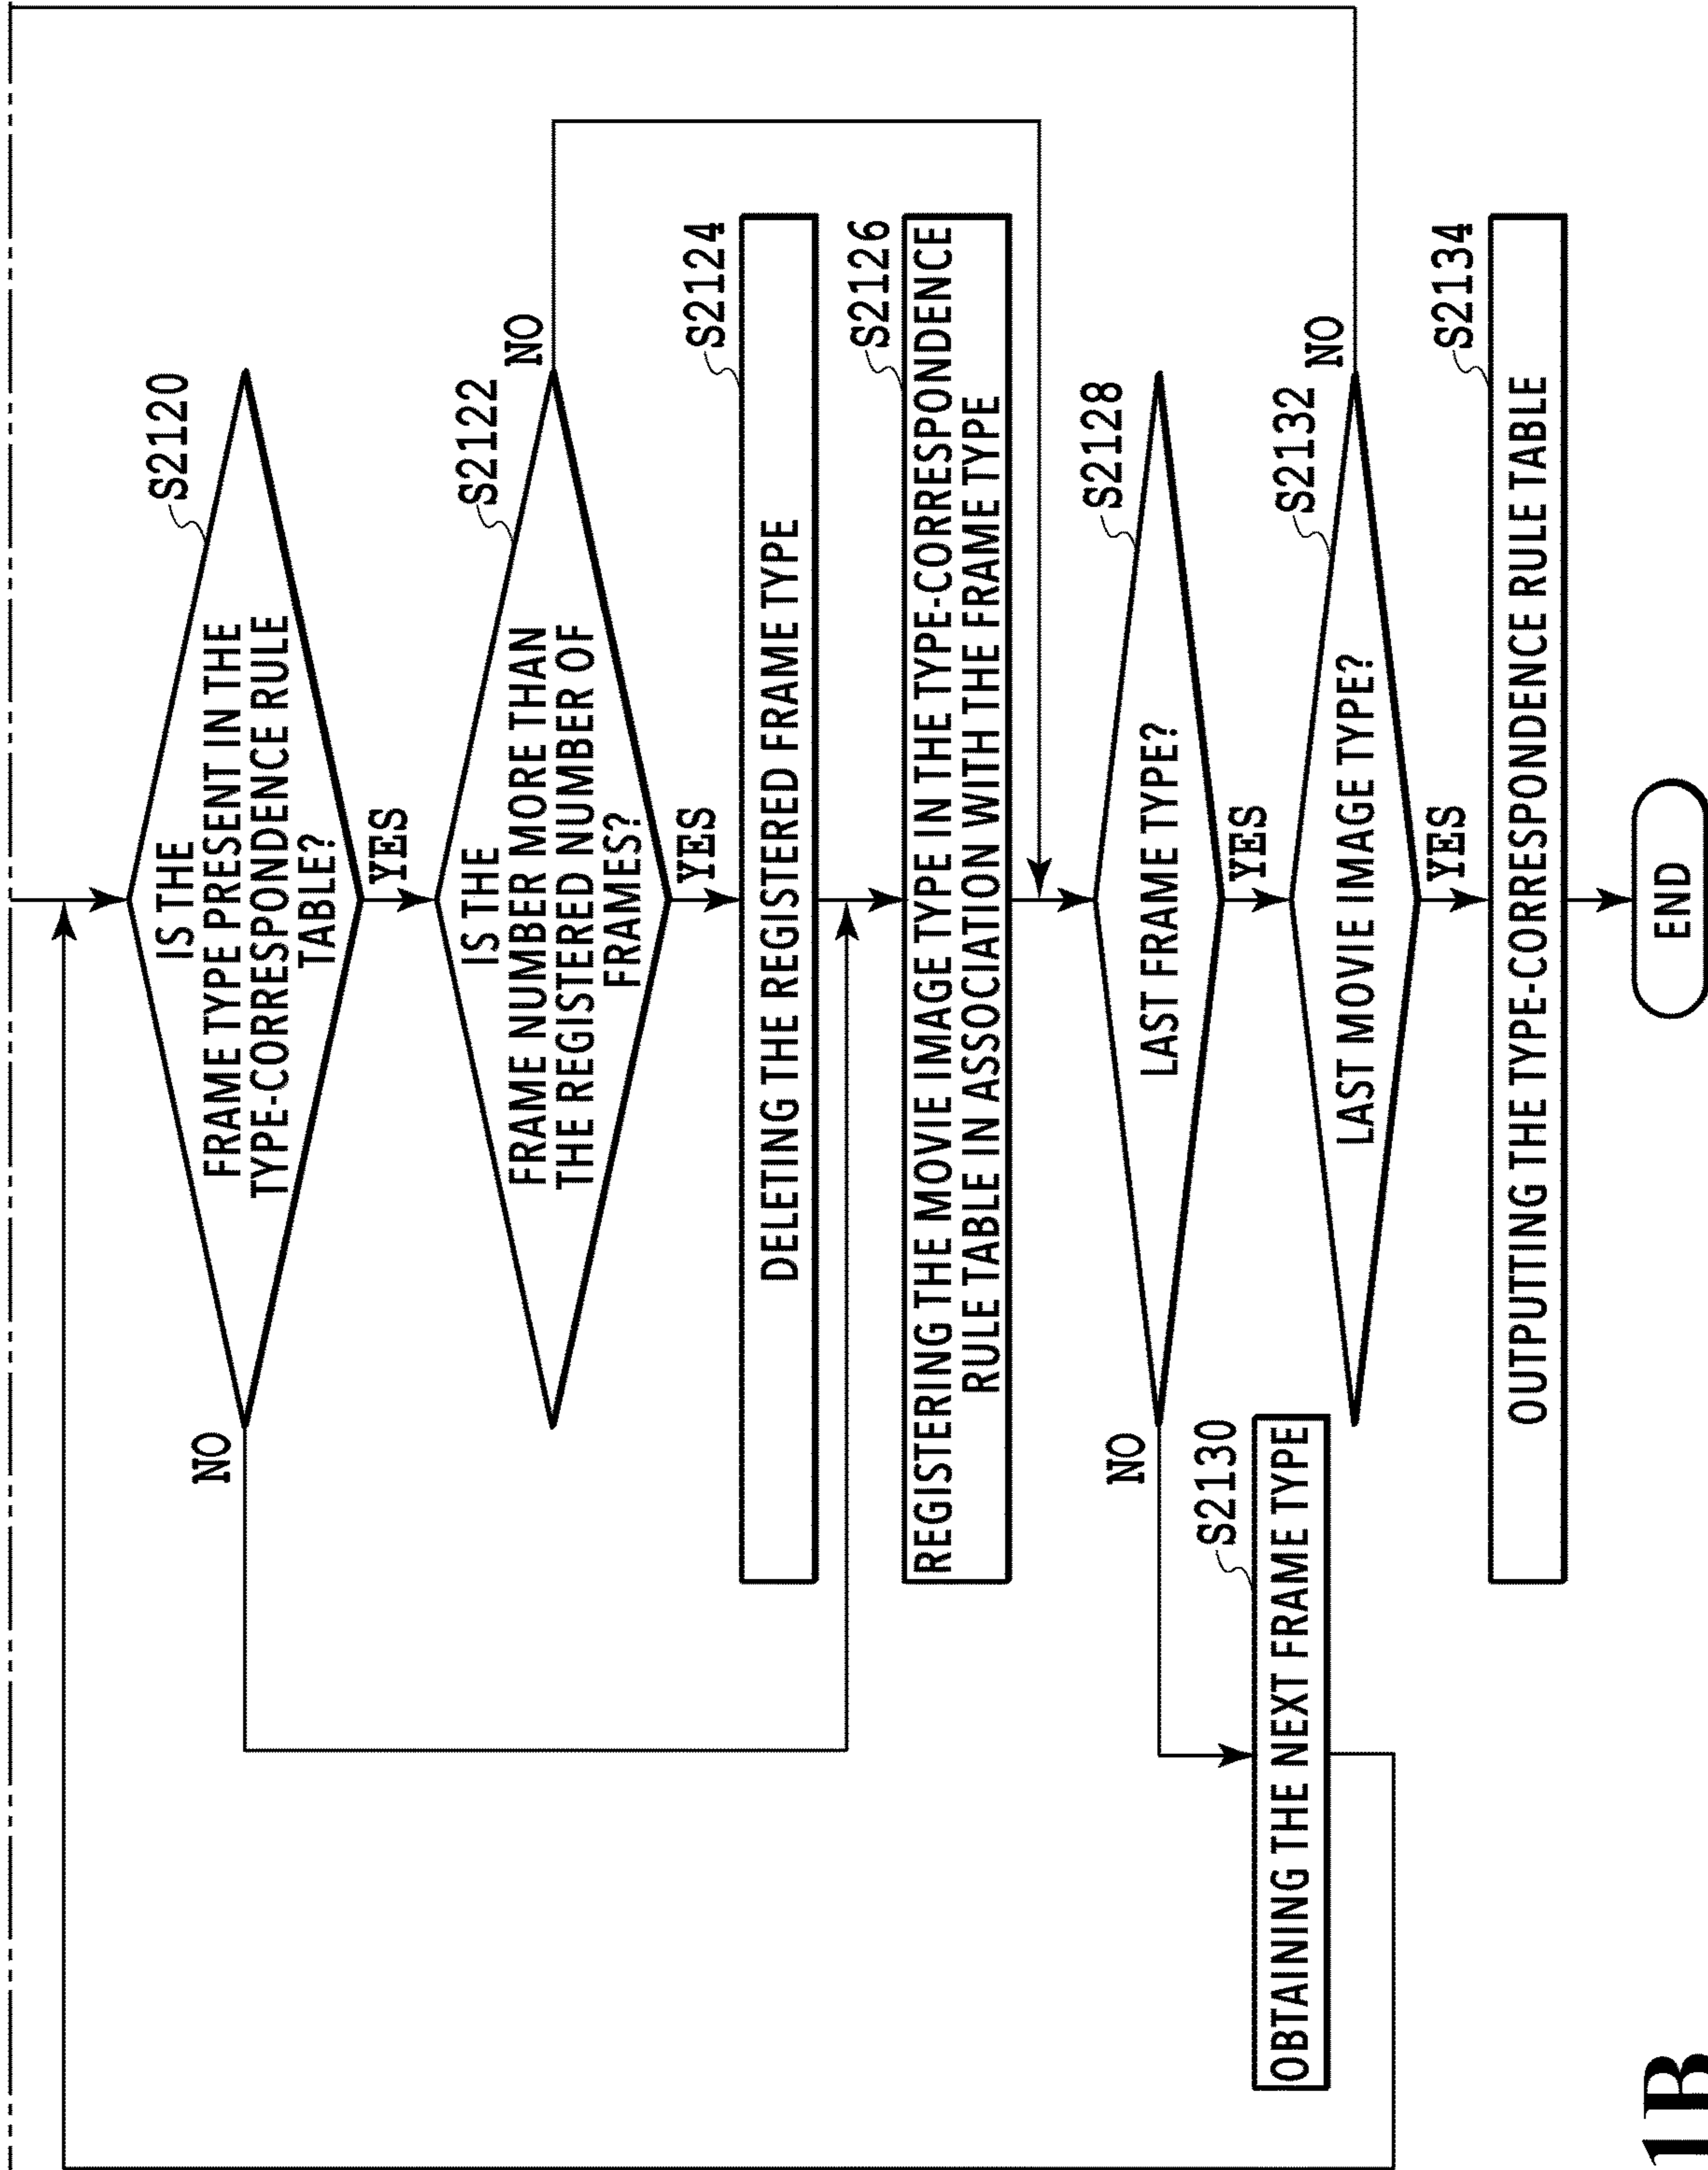 S2120
IS THE
FRAME TYPE PRESENT IN THE
TYPE-CORRESPONDENCE RULE
TABLE?
NO
YES
S2122
IS THE
FRAME NUMBER MORE THAN
THE REGISTERED NUMBER OF
FRAMES?
NO
YES
S2124
DELETING THE REGISTERED FRAME TYPE
S2126
REGISTERING THE MOVIE IMAGE TYPE IN THE TYPE-CORRESPONDENCE
RULE TABLE IN ASSOCIATION WITH THE FRAME TYPE
S2128
LAST FRAME TYPE?
NO
YES
S2130
OBTAINING THE NEXT FRAME TYPE
S2132
LAST MOVIE IMAGE TYPE?
NO
YES
S2134
OUTPUTTING THE TYPE-CORRESPONDENCE RULE TABLE
END
1B